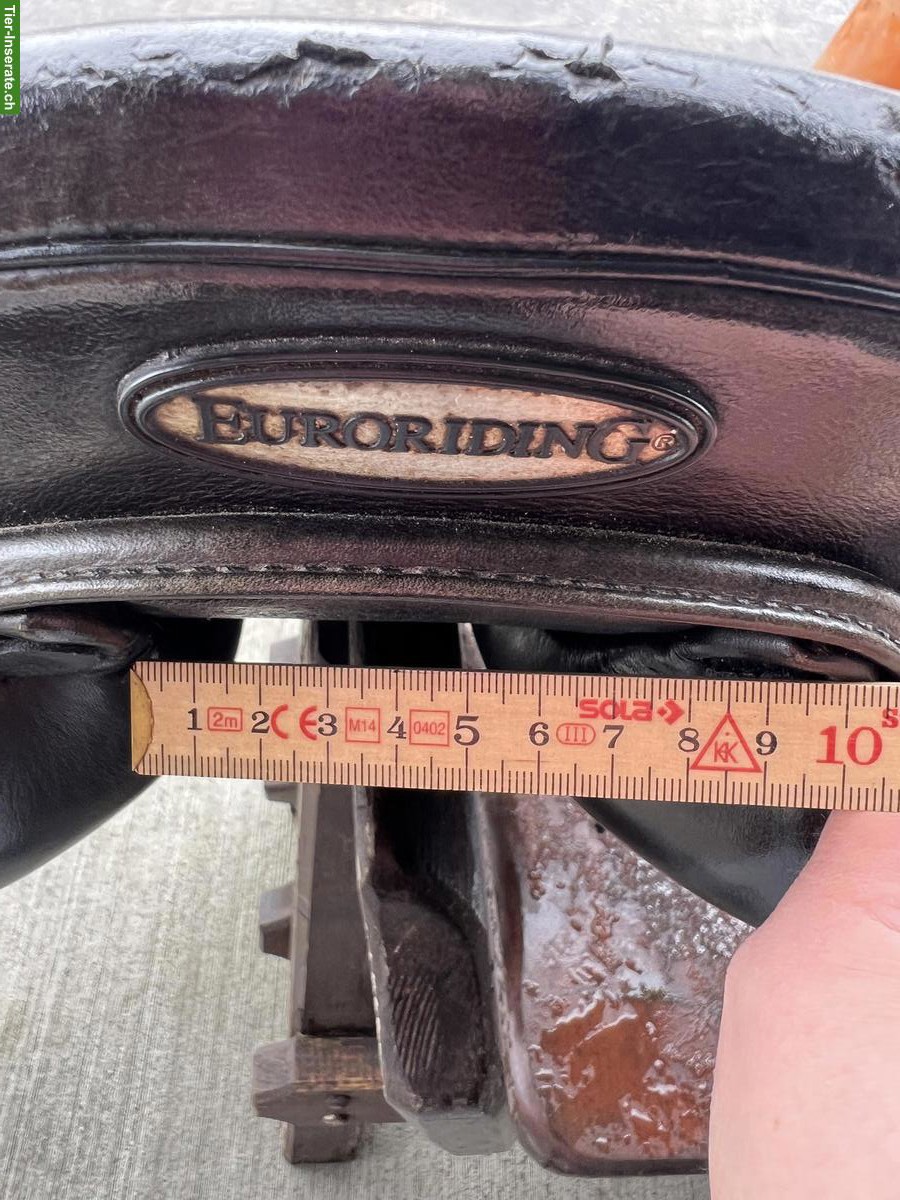 Tier-Inserate.ch
EURORIDING®
1 2m 2 CE 3 M14 4 0402 5 6 III 7 sola 8 KK 9 10 S